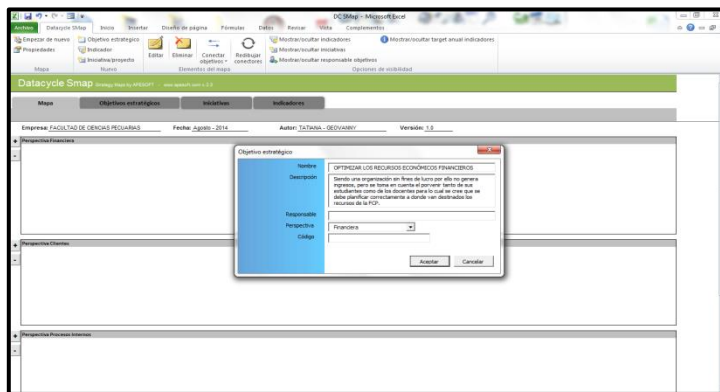 DC SMap - Microsoft Excel
Archivo Datacycle SMap Inicio Insertar Diseño de página Fórmulas Datos Revisar Vista Complementos
Empezar de nuevo
Propiedades
Mapa
Objetivo estratégico
Indicador
Iniciativa/proyecto
Nuevo
Editar Eliminar Conectar objetivos Redibujar conectores
Elementos del mapa
Mostrar/ocultar indicadores Mostrar/ocultar target anual indicadores
Mostrar/ocultar iniciativas
Mostrar/ocultar responsable objetivos
Opciones de visibilidad
Datacycle Smap Strategy Maps by APESOFT
Mapa Objetivos estratégicos Iniciativas Indicadores
Empresa: FACULTAD DE CIENCIAS PECUARIAS Fecha: Agosto - 2014 Autor: TATIANA - GEOVANNY Versión: 1.0
Perspectiva Financiera
Objetivo estratégico
Nombre OPTIMIZAR LOS RECURSOS ECONÓMICOS FINANCIEROS
Descripción Siendo una organización sin fines de lucro por ello no genera
ingresos, pero se toma en cuenta el porvenir tanto de sus
estudiantes como de los docentes para lo cual se cree que se
debe planificar correctamente a donde van destinados los
recursos de la FCP.
Responsable
Perspectiva Financiera
Código
Aceptar Cancelar
Perspectiva Clientes
Perspectiva Procesos Internos